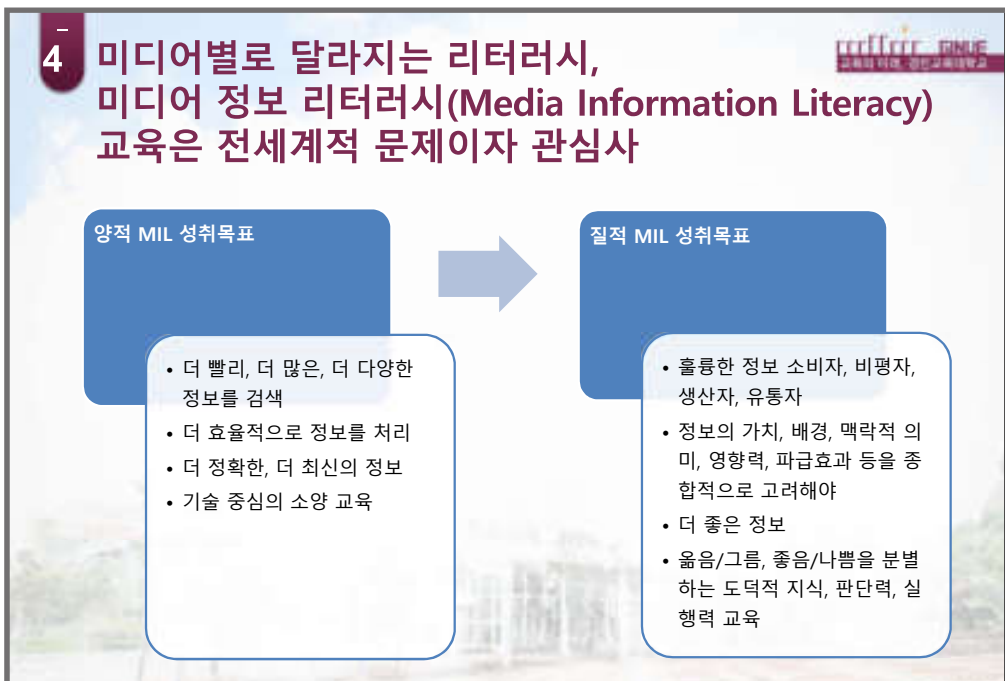 4
미디어별로 달라지는 리터러시,
미디어 정보 리터러시(Media Information Literacy)
교육은 전세계적 문제이자 관심사
GINUE
양적 MIL 성취목표
• 더 빨리, 더 많은, 더 다양한
정보를 검색
• 더 효율적으로 정보를 처리
• 더 정확한, 더 최신의 정보
• 기술 중심의 소양 교육
질적 MIL 성취목표
• 훌륭한 정보 소비자, 비평자,
생산자, 유통자
• 정보의 가치, 배경, 맥락적 의
미, 영향력, 파급효과 등을 종
합적으로 고려해야
• 더 좋은 정보
• 옳음/그름, 좋음/나쁨을 분별
하는 도덕적 지식, 판단력, 실
행력 교육